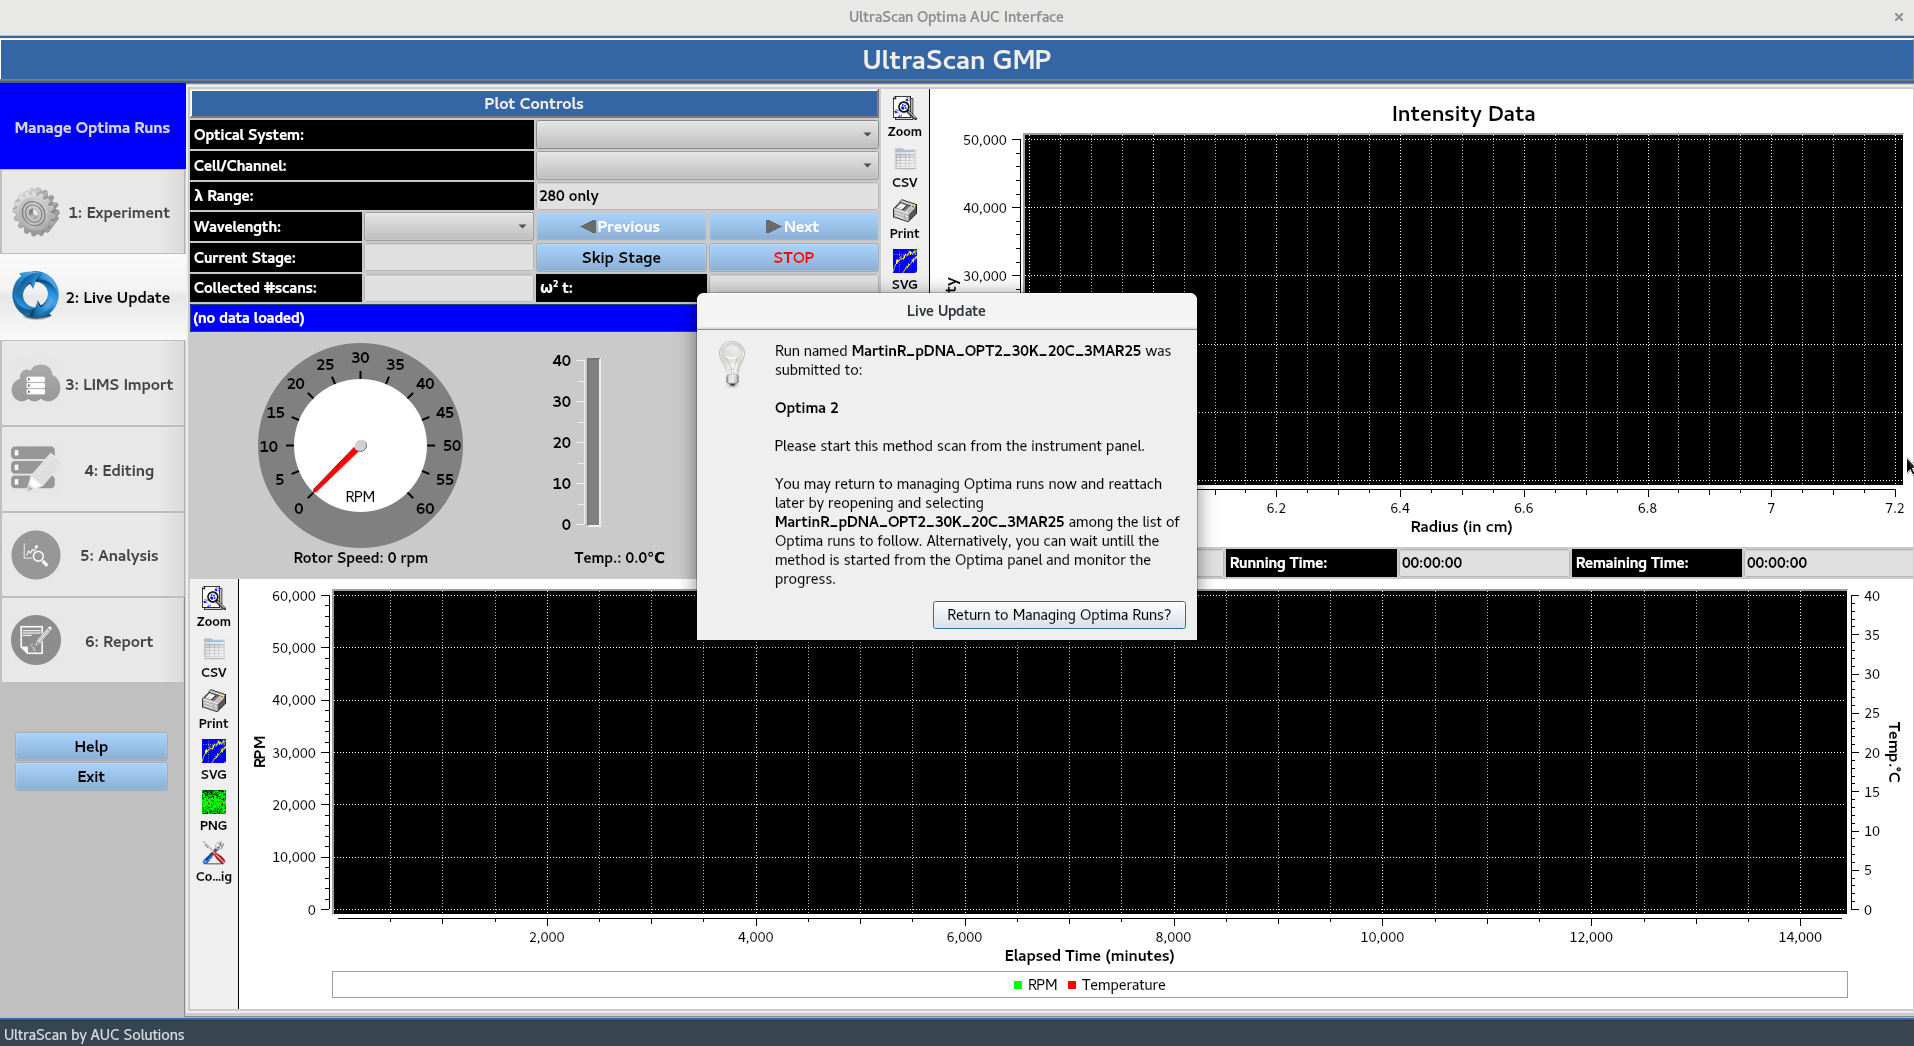 UltraScan Optima AUC Interface
UltraScan GMP
Manage Optima Runs
1: Experiment
2: Live Update
3: LIMS Import
4: Editing
5: Analysis
6: Report
Help
Exit
Plot Controls
Optical System:
Cell/Channel:
λ Range:
280 only
Wavelength:
Previous
Next
Current Stage:
Skip Stage
STOP
Collected #scans:
ω² t:
(no data loaded)
0 5 10 15 20 25 30 35 40 45 50 55 60
RPM
Rotor Speed: 0 rpm
40
30
20
10
0
Temp.: 0.0°C
Zoom
CSV
Print
SVG
Intensity Data
50,000
40,000
30,000
ty
6.2 6.4 6.6 6.8 7 7.2
Radius (in cm)
Running Time:
00:00:00
Remaining Time:
00:00:00
Live Update
Run named MartinR_pDNA_OPT2_30K_20C_3MAR25 was
submitted to:
Optima 2
Please start this method scan from the instrument panel.
You may return to managing Optima runs now and reattach
later by reopening and selecting
MartinR_pDNA_OPT2_30K_20C_3MAR25 among the list of
Optima runs to follow. Alternatively, you can wait untill the
method is started from the Optima panel and monitor the
progress.
Return to Managing Optima Runs?
Zoom
CSV
Print
SVG
PNG
Co...ig
RPM
60,000
50,000
40,000
30,000
20,000
10,000
0
2,000 4,000 6,000 8,000 10,000 12,000 14,000
Elapsed Time (minutes)
40
35
30
25
20
15
10
5
0
Temp.°C
RPM Temperature
UltraScan by AUC Solutions